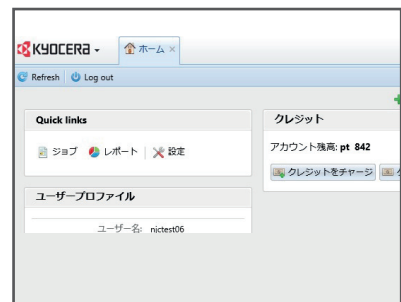 KYOCERA
ホーム ×
Refresh Log out
Quick links
ジョブ レポート 設定
クレジット
アカウント残高: pt 842
クレジットをチャージ
ユーザープロファイル
ユーザー名: njctest06